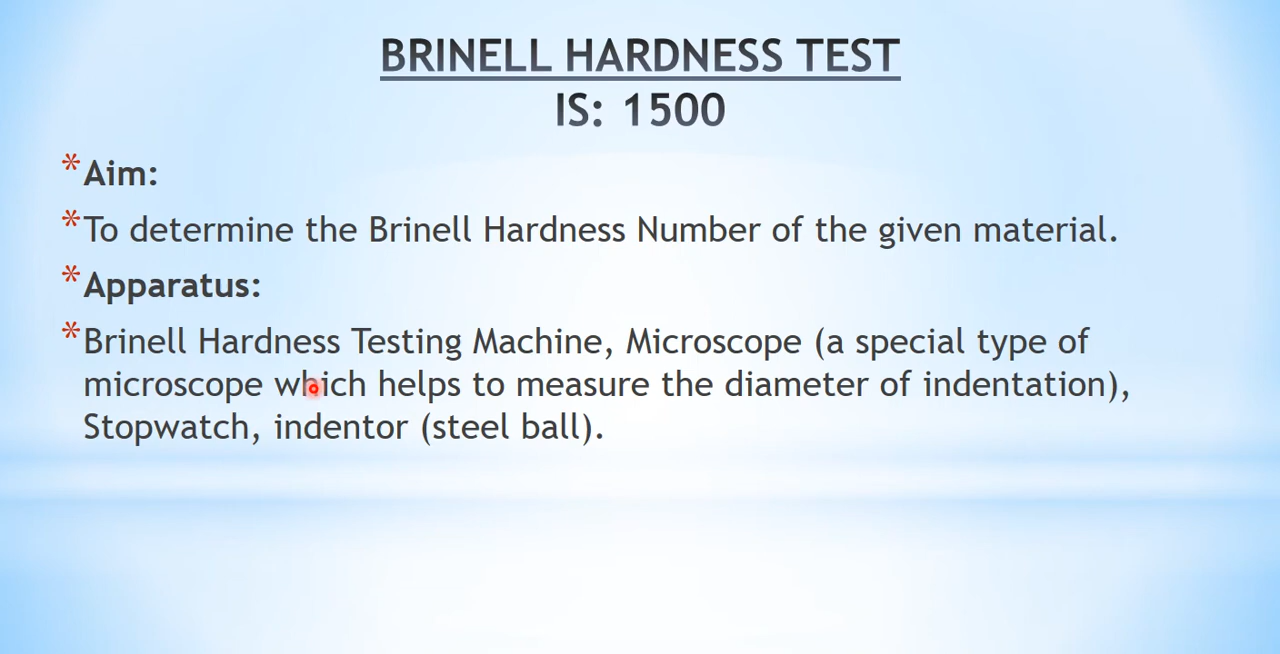 BRINELL HARDNESS TEST
IS: 1500
* Aim:
* To determine the Brinell Hardness Number of the given material.
* Apparatus:
* Brinell Hardness Testing Machine, Microscope (a special type of
microscope which helps to measure the diameter of indentation),
Stopwatch, indentor (steel ball).